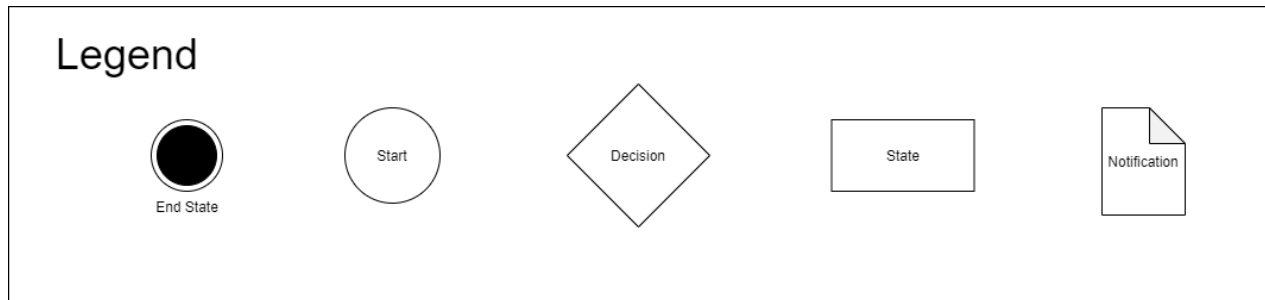 Legend
Start
Decision
State
Notification
End State